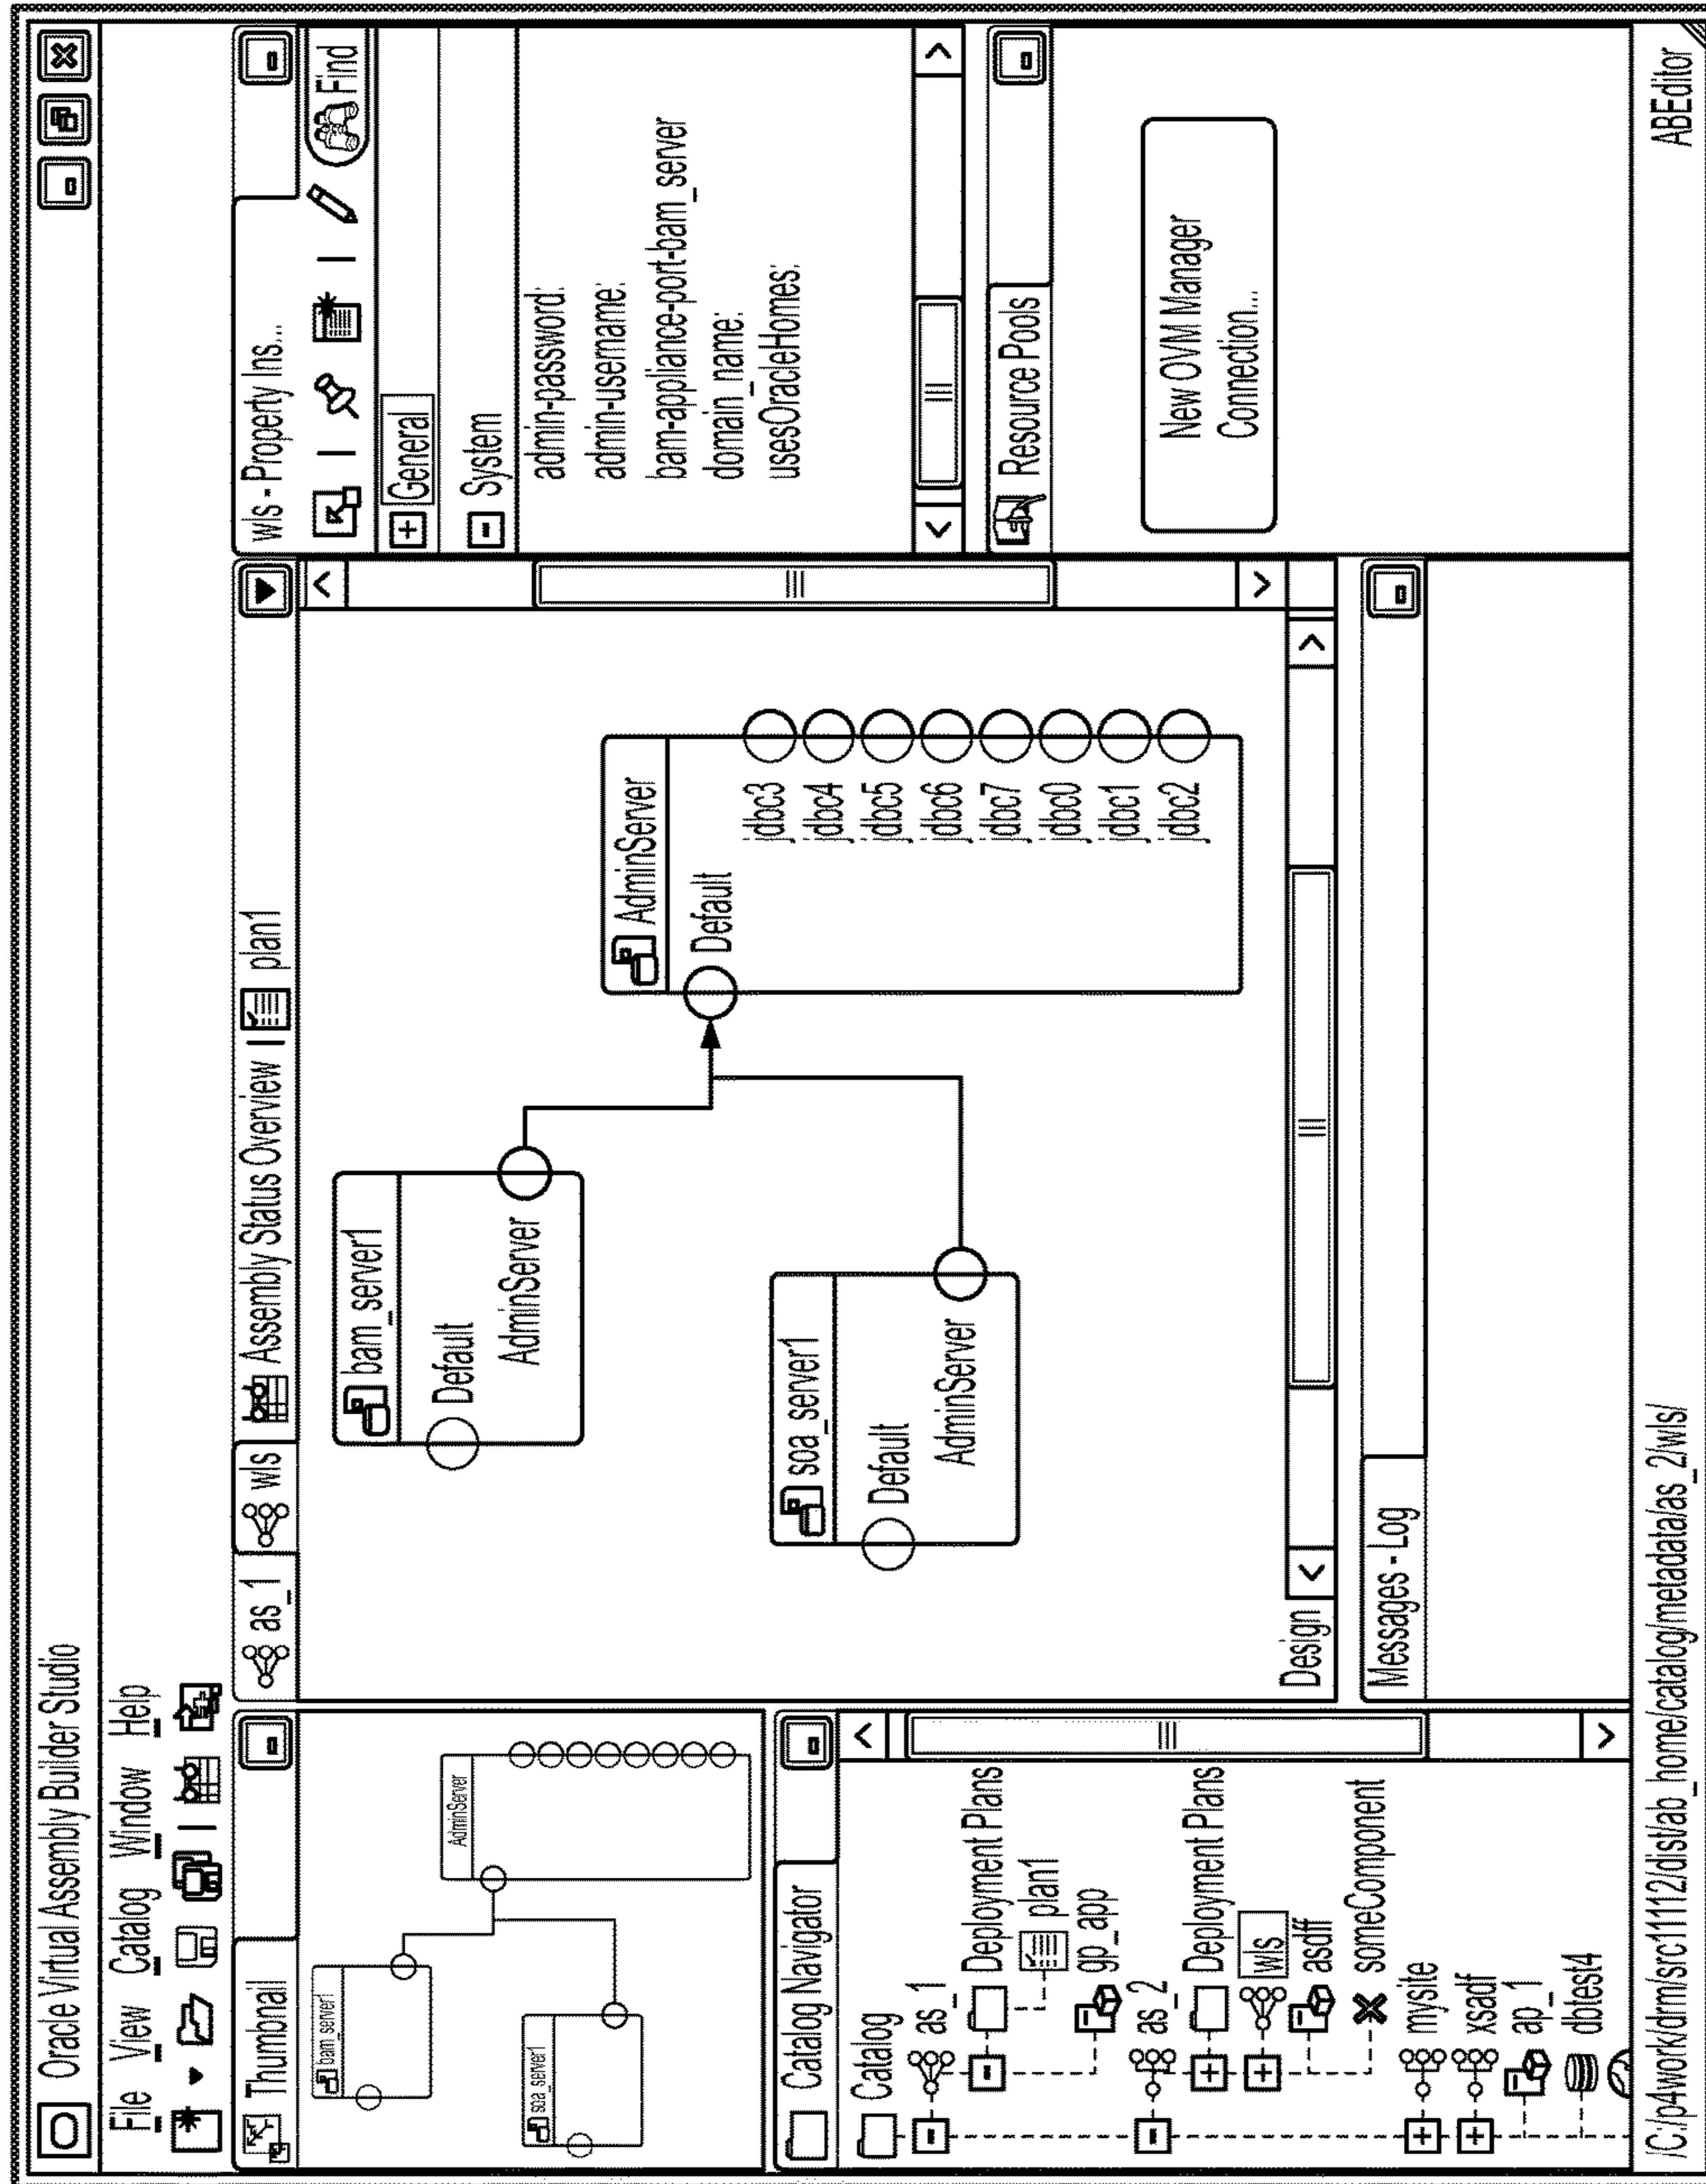 Oracle Virtual Assembly Builder Studio
File View Catalog Window Help
Thumbnail
bam_server1
AdminServer
soa_server1
Catalog Navigator
Catalog
as_1
Deployment Plans
plan1
gp_app
as_2
Deployment Plans
wls
asdff
someComponent
mysite
xsadf
ap_1
dbtest4
as_1 wls Assembly Status Overview plan1
bam_server1
Default
AdminServer
soa_server1
Default
AdminServer
AdminServer
Default
jdbc3
jdbc4
jdbc5
jdbc6
jdbc7
jdbc0
jdbc1
jdbc2
Design
Messages - Log
wls - Property Ins...
Find
General
System
admin-password:
admin-username:
bam-appliance-port-bam_server
domain_name:
usesOracleHomes:
Resource Pools
New OVM Manager
Connection...
/C:/p4work/drm/src11112/dist/ab_home/catalog/metadata/as_2/wls/ ABEditor